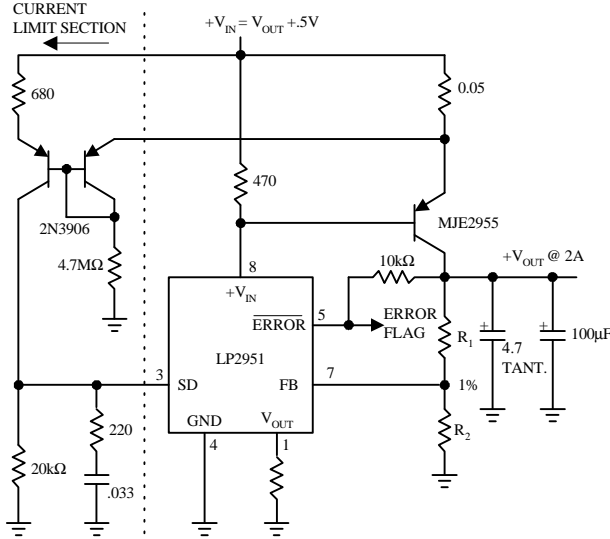 CURRENT
LIMIT SECTION
+VIN = VOUT +.5V
680
0.05
470
2N3906
MJE2955
4.7MΩ
10kΩ
+VOUT @ 2A
8
+VIN
5
ERROR
ERROR
FLAG
R1
4.7
TANT.
100µF
LP2951
3
SD
FB
7
1%
220
GND
VOUT
4
1
R2
20kΩ
.033
+
+